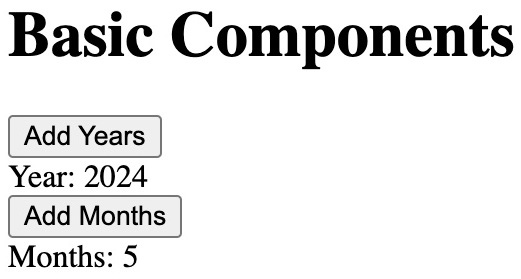 Basic Components
Add Years
Year: 2024
Add Months
Months: 5